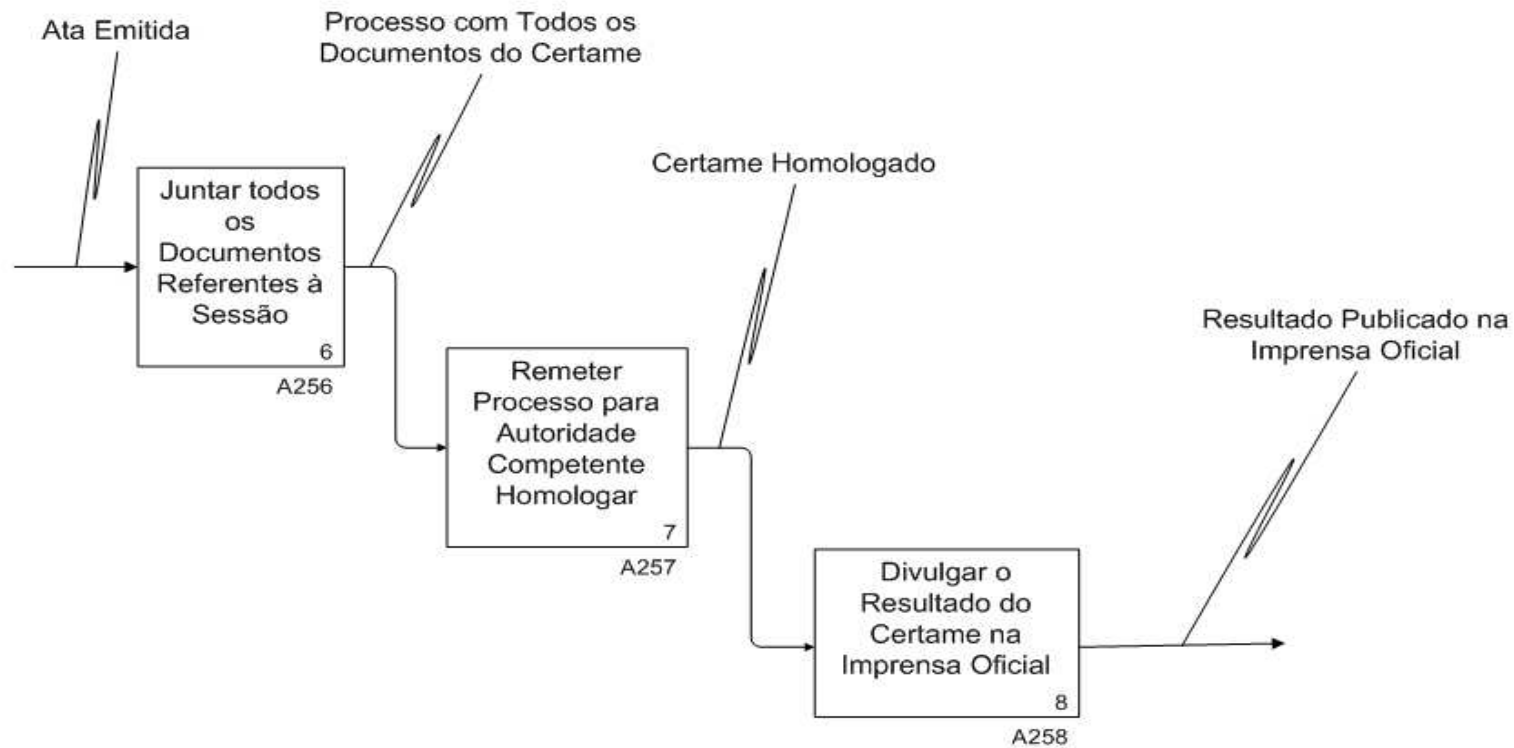 Ata Emitida
Processo com Todos os
Documentos do Certame
Juntar todos
os
Documentos
Referentes à
Sessão
6
A256
Certame Homologado
Remeter
Processo para
Autoridade
Competente
Homologar
7
A257
Resultado Publicado na
Imprensa Oficial
Divulgar o
Resultado do
Certame na
Imprensa Oficial
8
A258